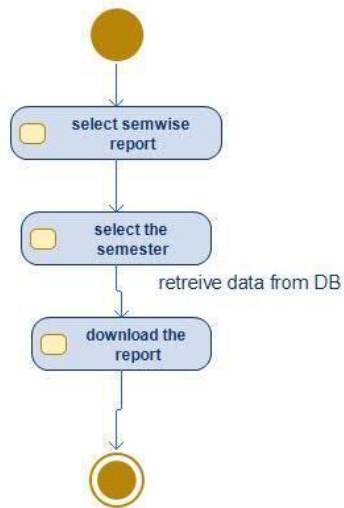 select semwise
report
select the
semester
retreive data from DB
download the
report